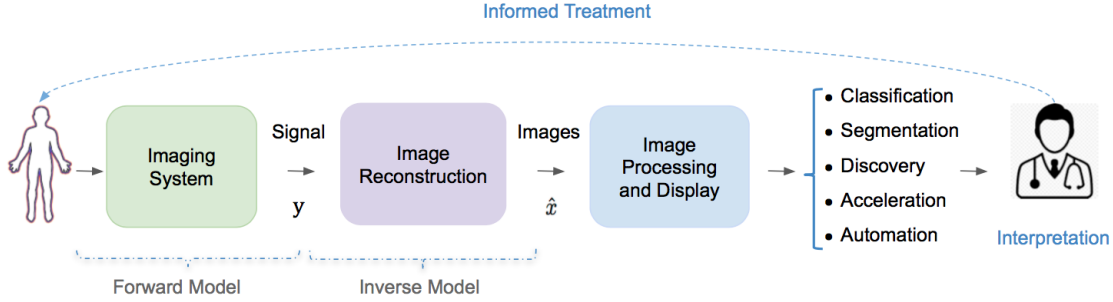 Informed Treatment
Imaging
System
Signal
y
Image
Reconstruction
Images
x̂
Image
Processing
and Display
• Classification
• Segmentation
• Discovery
• Acceleration
• Automation
Interpretation
Forward Model
Inverse Model